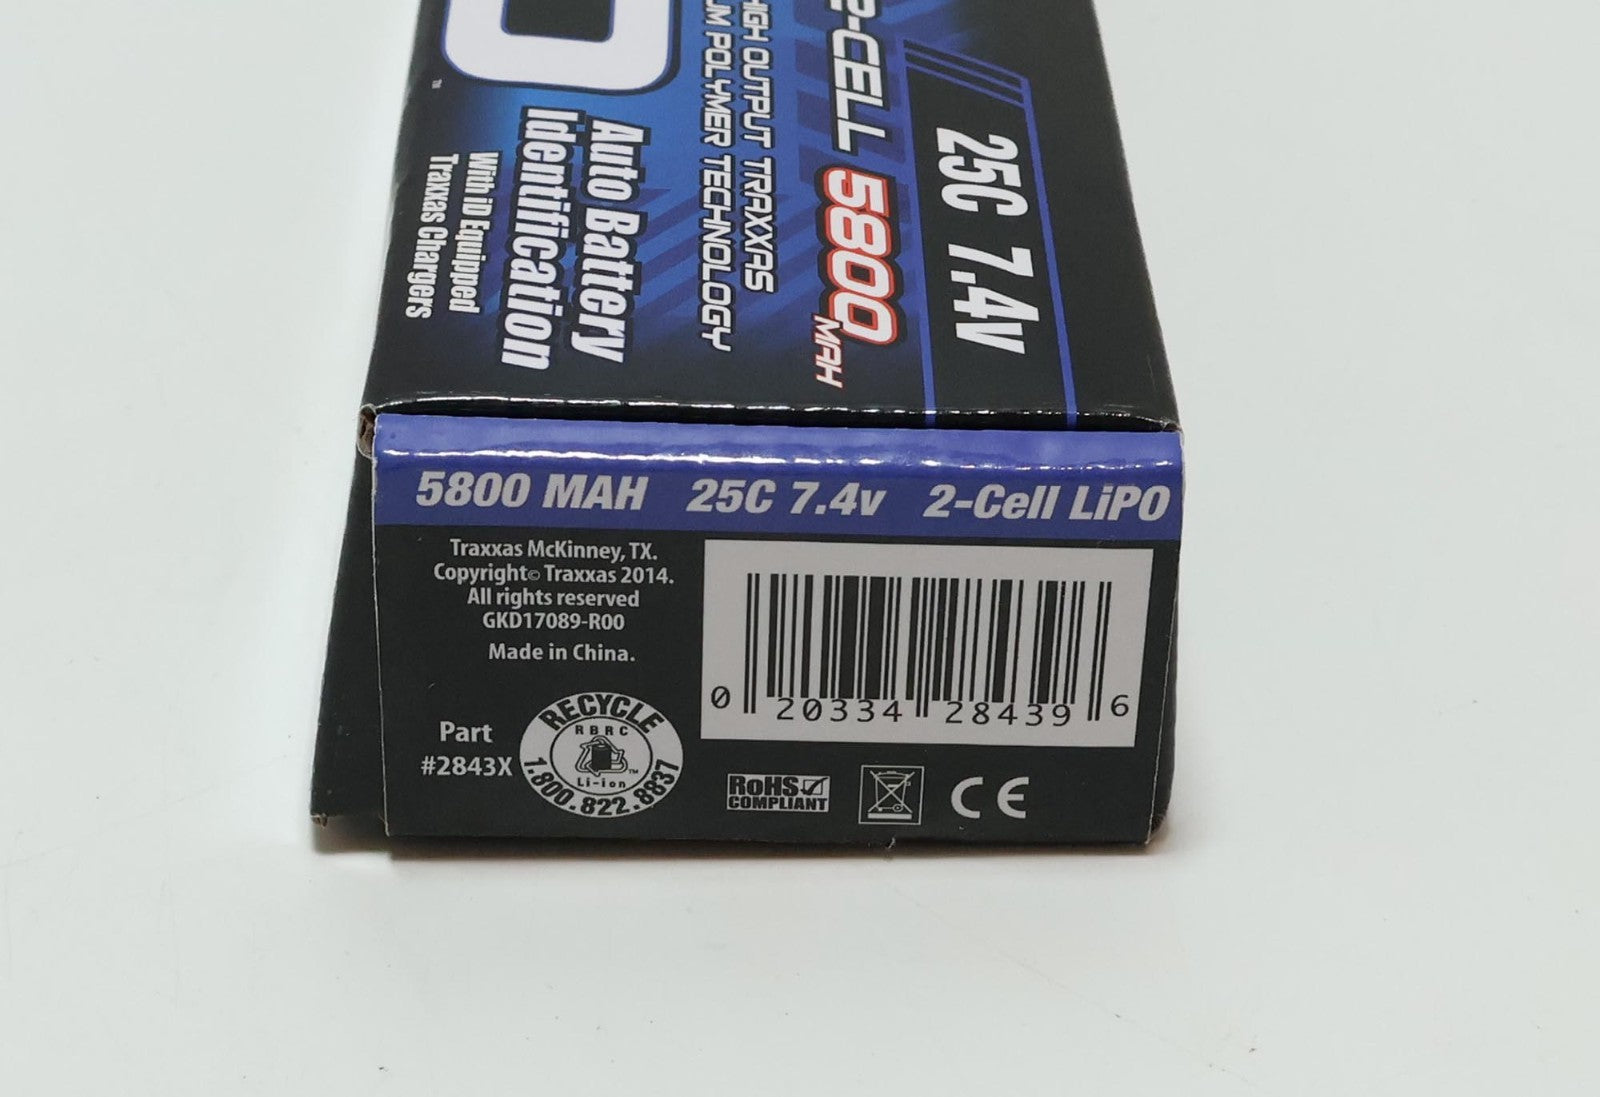 25C 7.4v
-CELL 5800 MAH
HIGH OUTPUT TRAXXAS
POLYMER TECHNOLOGY
Auto Battery
Identification
With iD Equipped
Traxxas Chargers
TM
5800 MAH 25C 7.4v 2-Cell LiPO
Traxxas McKinney, TX.
Copyright© Traxxas 2014.
All rights reserved
GKD17089-R00
Made in China.
Part
#2843X
RECYCLE
RBRC
Li-ion
TM
1.800.822.8837
0 20334 28439 6
RoHS
COMPLIANT
CE